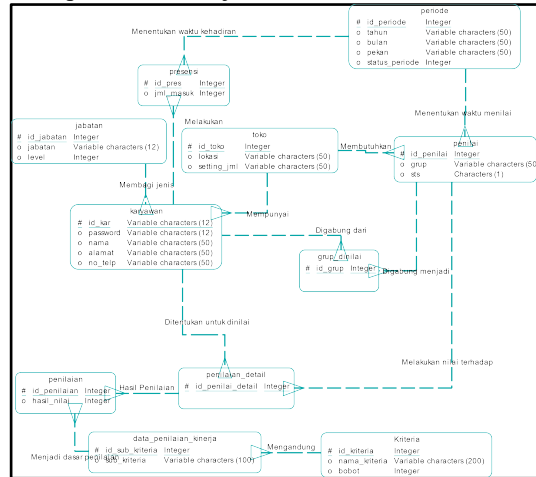 periode
# id_periode Integer
o tahun Variable characters (50)
o bulan Variable characters (50)
o pekan Variable characters (50)
o status_periode Integer
Menentukan waktu kehadiran
presensi
# id_pres Integer
o jml_masuk Integer
Menentukan waktu menilai
Melakukan
jabatan
# id_jabatan Integer
o jabatan Variable characters (12)
o level Integer
toko
# id_toko Integer
o lokasi Variable characters (50)
o setting_jml Variable characters (50)
Membutuhkan
penilai
# id_penilai Integer
o grup Variable characters (50
o sts Characters (1)
Membagi jenis
Mempunyai
karyawan
# id_kar Variable characters (12)
o password Variable characters (12)
o nama Variable characters (50)
o alamat Variable characters (50)
o no_telp Variable characters (50)
Digabung dari
grup_dinilai
# id_grup Integer
Digabung menjadi
Ditentukan untuk dinilai
Melakukan nilai terhadap
penilaian_detail
# id_penilai_detail Integer
penilaian
# id_penilaian Integer
o hasil_nilai Integer
Hasil Penilaian
data_penilaian_kinerja
# id_sub_kriteria Integer
o sub_kriteria Variable characters (100)
Menjadi dasar penilaian
Mengandung
Kriteria
# id_kriteria Integer
o nama_kriteria Variable characters (200)
o bobot Integer